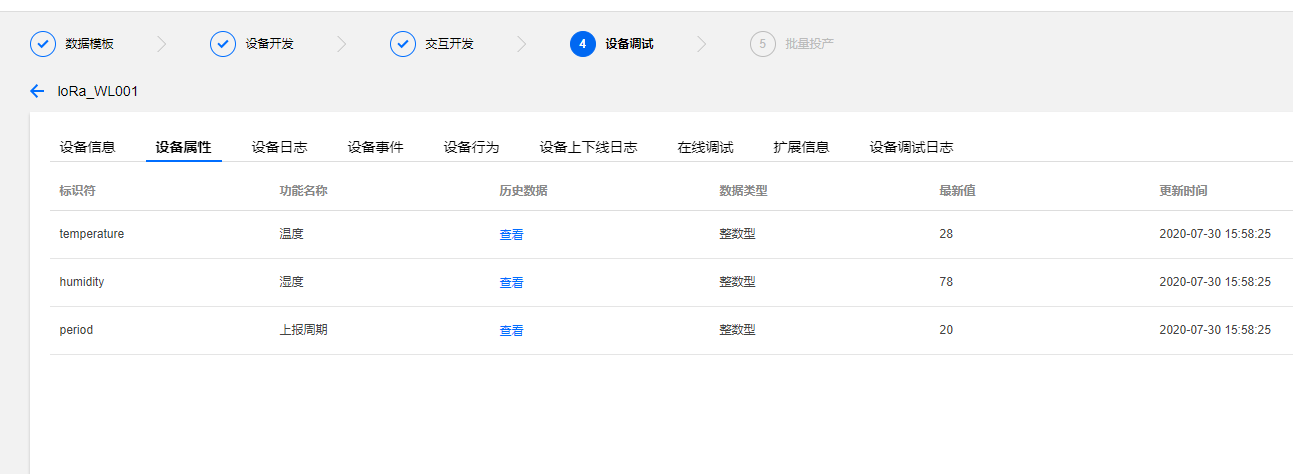 数据模板 设备开发 交互开发 4 设备调试 5 批量投产
loRa_WL001
设备信息 设备属性 设备日志 设备事件 设备行为 设备上下线日志 在线调试 扩展信息 设备调试日志
标识符 功能名称 历史数据 数据类型 最新值 更新时间
temperature 温度 查看 整数型 28 2020-07-30 15:58:25
humidity 湿度 查看 整数型 78 2020-07-30 15:58:25
period 上报周期 查看 整数型 20 2020-07-30 15:58:25